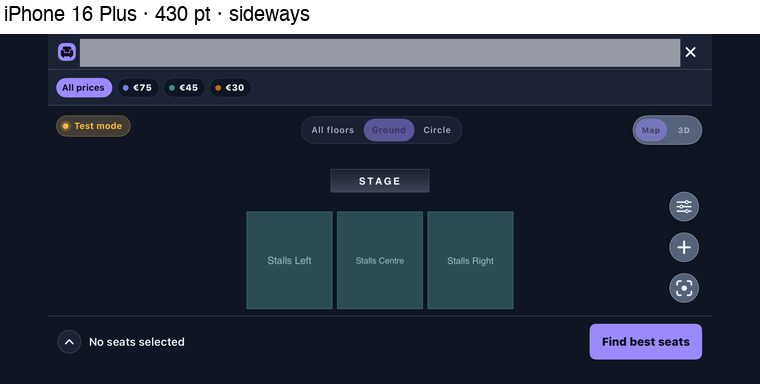 iPhone 16 Plus · 430 pt · sideways
All prices €75 €45 €30
Test mode
All floors Ground Circle
Map 3D
STAGE
Stalls Left Stalls Centre Stalls Right
No seats selected
Find best seats